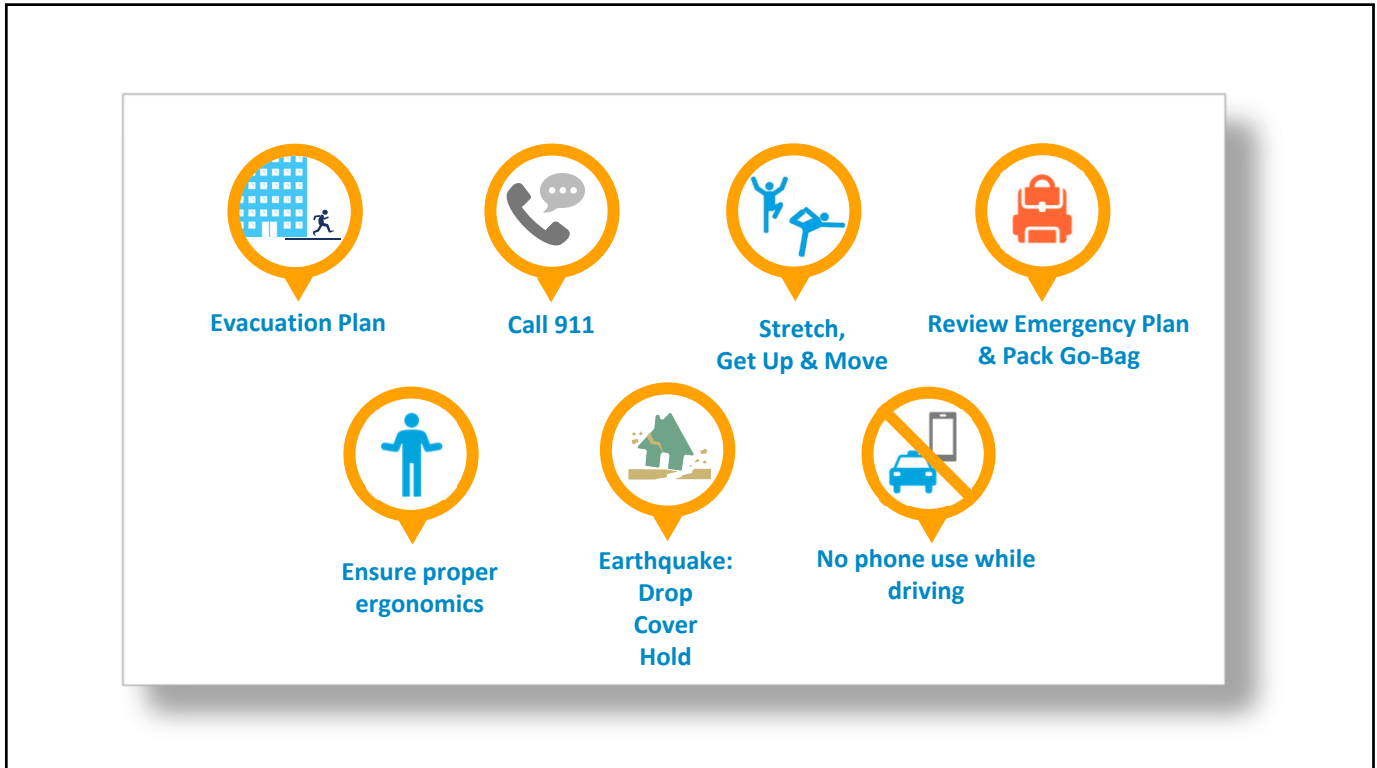 Evacuation Plan
Call 911
Stretch,
Get Up & Move
Review Emergency Plan
& Pack Go-Bag
Ensure proper
ergonomics
Earthquake:
Drop
Cover
Hold
No phone use while
driving